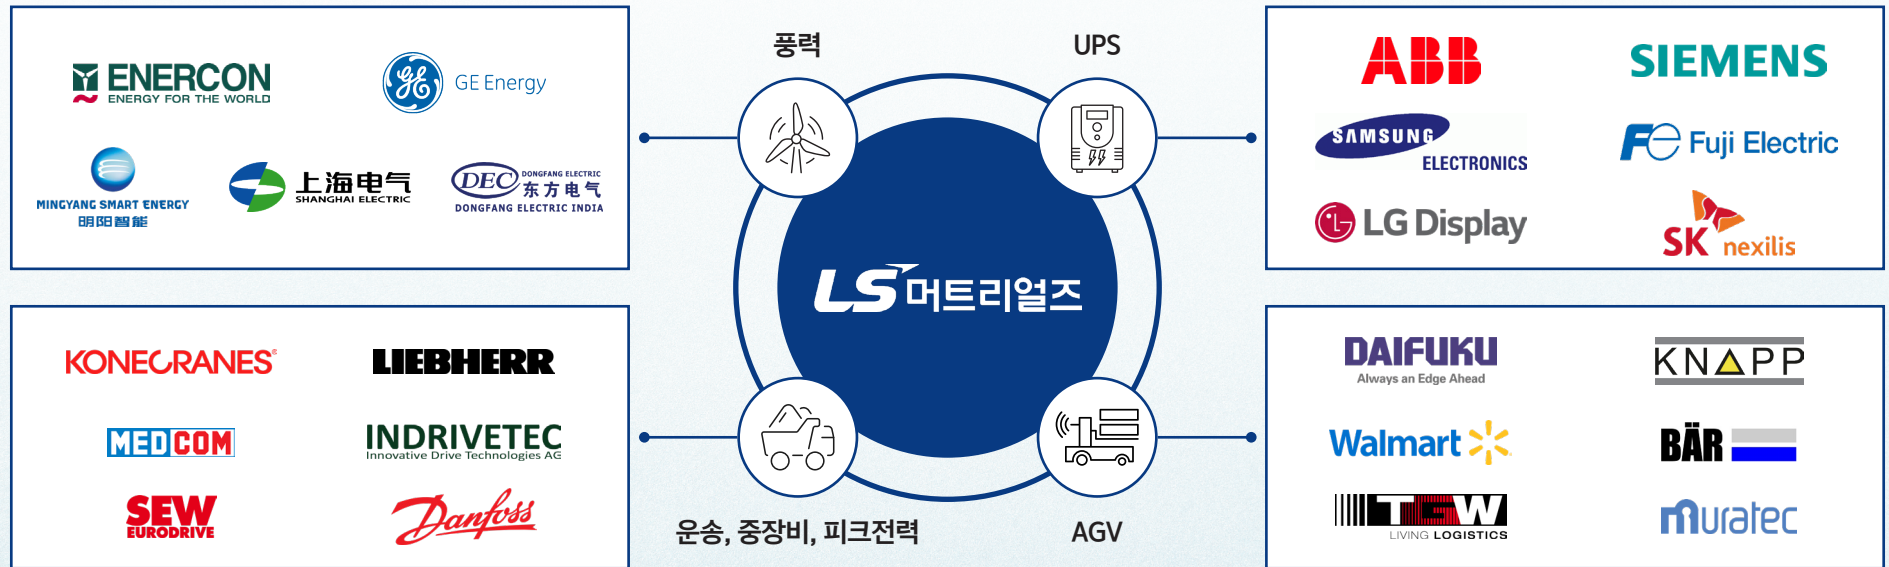 ENERCON
ENERGY FOR THE WORLD
GE
GE Energy
MINGYANG SMART ENERGY
明阳智能
上海电气
SHANGHAI ELECTRIC
DEC
DONGFANG ELECTRIC
东方电气
DONGFANG ELECTRIC INDIA
풍력
UPS
ABB
SIEMENS
SAMSUNG
ELECTRONICS
Fe Fuji Electric
LG Display
SK nexilis
LS 머트리얼즈
KONECRANES®
LIEBHERR
MEDCOM
INDRIVETEC
Innovative Drive Technologies AG
SEW
EURODRIVE
Danfoss
운송, 중장비, 피크전력
AGV
DAIFUKU
Always an Edge Ahead
KNAPP
Walmart
BÄR
TGW
LIVING LOGISTICS
muratec